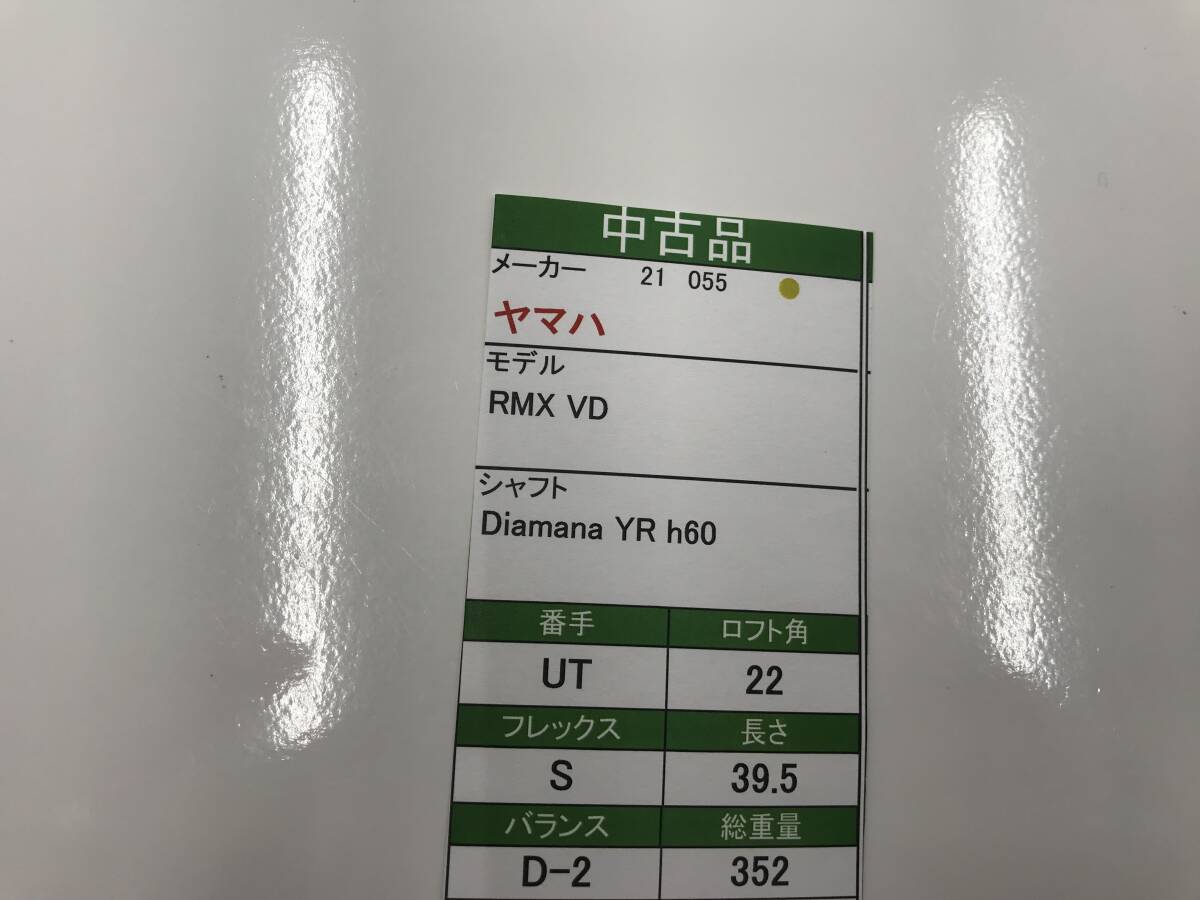 中古品
メーカー 21 055
ヤマハ
モデル
RMX VD
シャフト
Diamana YR h60
番手 ロフト角
UT 22
フレックス 長さ
S 39.5
バランス 総重量
D-2 352